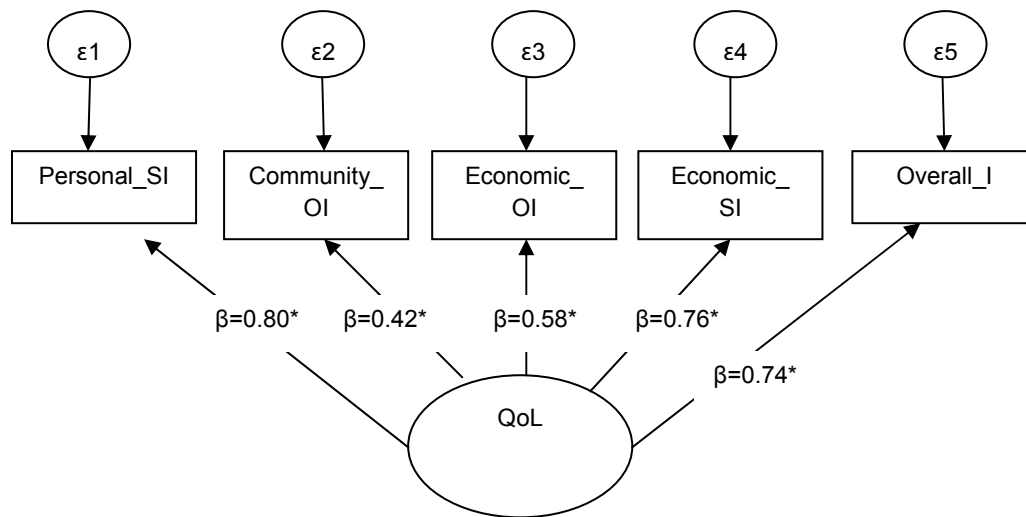 ε1
ε2
ε3
ε4
ε5
Personal_SI
Community_
OI
Economic_
OI
Economic_
SI
Overall_I
β=0.80*
β=0.42*
β=0.58*
β=0.76*
β=0.74*
QoL